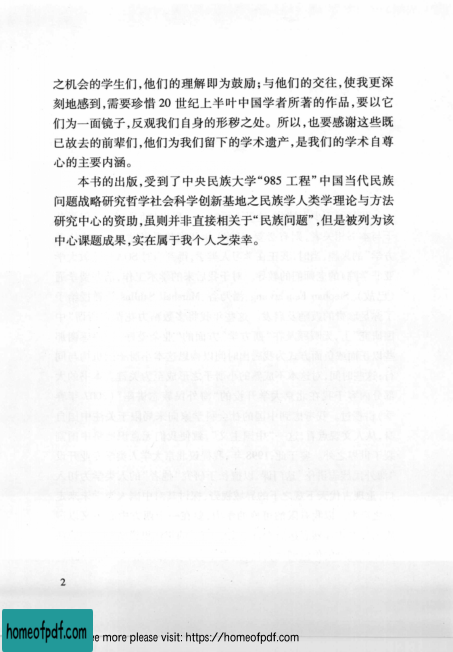 之机会的学生们,他们的理解即为鼓励;与他们的交往,使我更深
刻地感到,需要珍惜 20 世纪上半叶中国学者所著的作品,要以它
们为一面镜子,反观我们自身的形秽之处。所以,也要感谢这些既
已故去的前辈们,他们为我们留下的学术遗产,是我们的学术自尊
心的主要内涵。
本书的出版,受到了中央民族大学“985 工程”中国当代民族
问题战略研究哲学社会科学创新基地之民族学人类学理论与方法
研究中心的资助,虽则并非直接相关于“民族问题”,但是被列为该
中心课题成果,实在属于我个人之荣幸。
2
homeofpdf.com
more please visit: https://homeofpdf.com